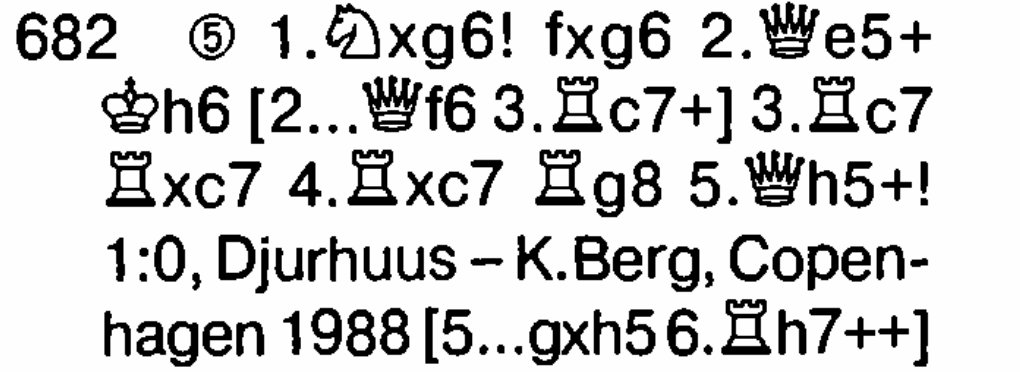 682 ⑤ 1.♘xg6! fxg6 2.♕e5+
♔h6 [2...♕f6 3.♖c7+] 3.♖c7
♖xc7 4.♖xc7 ♖g8 5.♕h5+!
1:0, Djurhuus – K.Berg, Copen-
hagen 1988 [5...gxh5 6.♖h7++]